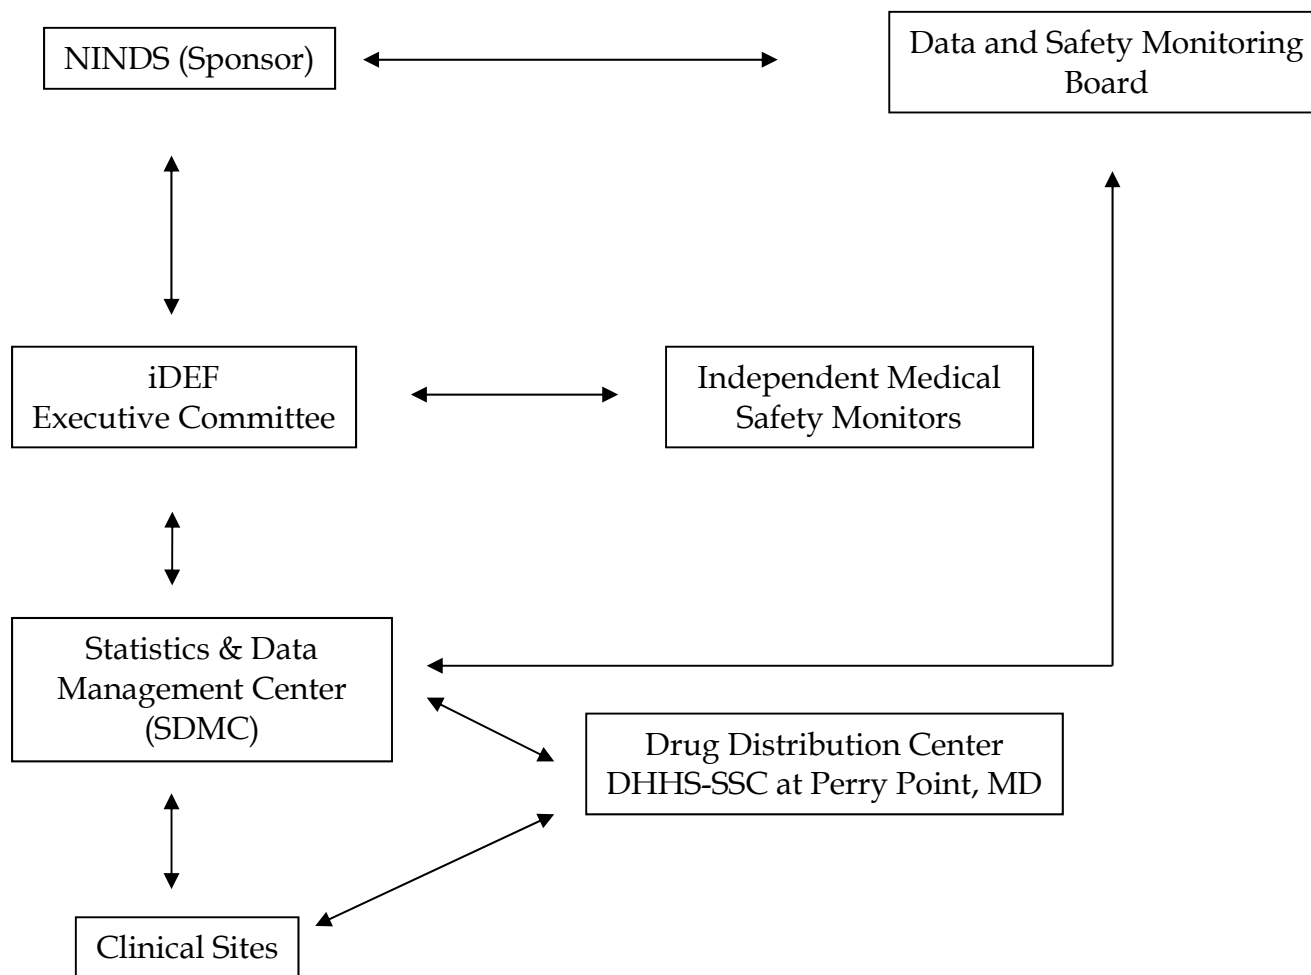 NINDS (Sponsor)
Data and Safety Monitoring
Board
iDEF
Executive Committee
Independent Medical
Safety Monitors
Statistics & Data
Management Center
(SDMC)
Drug Distribution Center
DHHS-SSC at Perry Point, MD
Clinical Sites